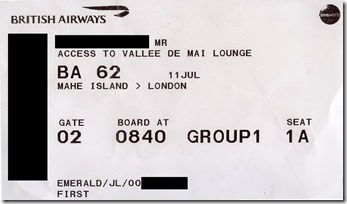 BRITISH AIRWAYS
oneworld
MR
ACCESS TO VALLEE DE MAI LOUNGE
BA 62 11JUL
MAHE ISLAND > LONDON
GATE BOARD AT SEAT
02 0840 GROUP1 1A
EMERALD/JL/00
FIRST